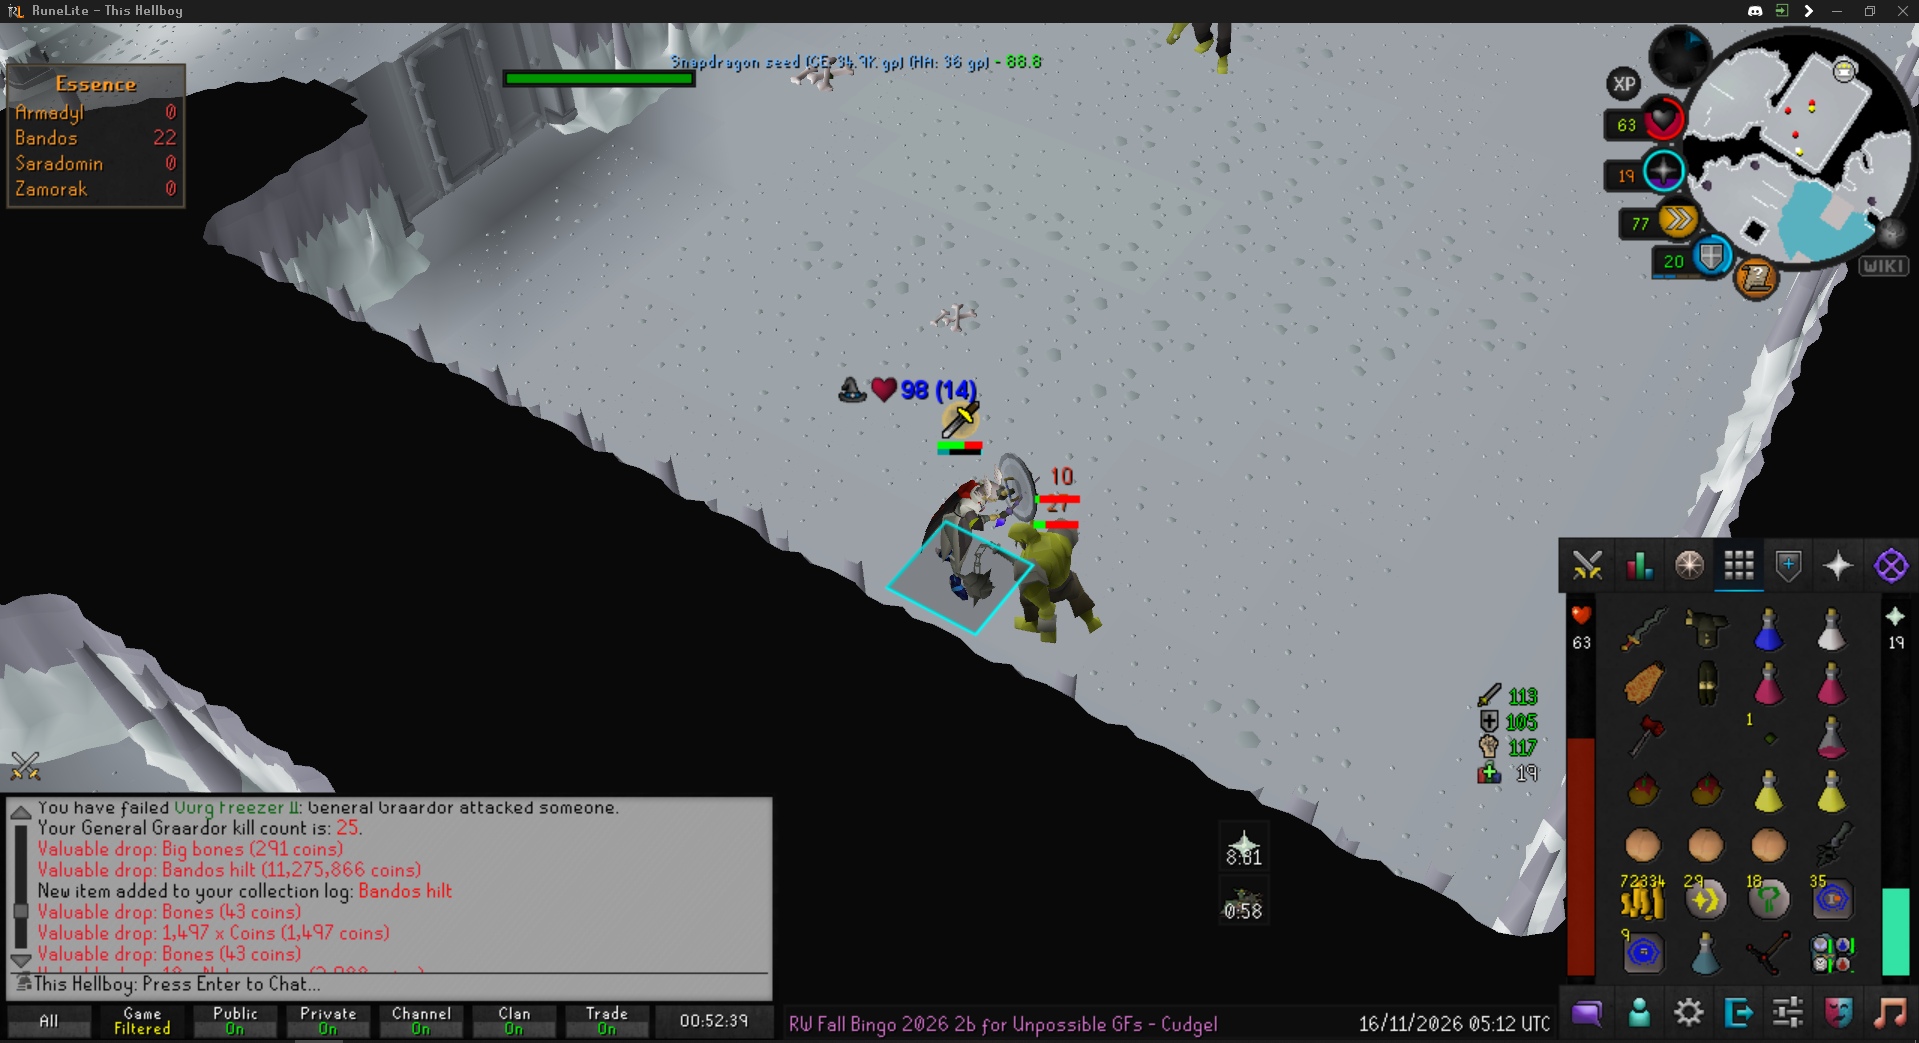 RuneLite - This Hellboy
Essence
Armadyl 0
Bandos 22
Saradomin 0
Zamorak 0
Snapdragon seed (GE: 34.9K gp) (HA: 36 gp) - 88.8
XP
63
19
77
20
WIKI
98 (14)
10
27
113
105
117
19
63
19
1
72334
29
18
35
9
8:01
0:58
You have failed Ourg Freezer II: General Graardor attacked someone.
Your General Graardor kill count is: 25.
Valuable drop: Big bones (291 coins)
Valuable drop: Bandos hilt (11,275,866 coins)
New item added to your collection log: Bandos hilt
Valuable drop: Bones (43 coins)
Valuable drop: 1,497 x Coins (1,497 coins)
Valuable drop: Bones (43 coins)
This Hellboy: Press Enter to Chat...
All
Game
Filtered
Public
On
Private
On
Channel
On
Clan
On
Trade
On
00:52:39
RW Fall Bingo 2026 2b for Unpossible GFs - Cudgel
16/11/2026 05:12 UTC